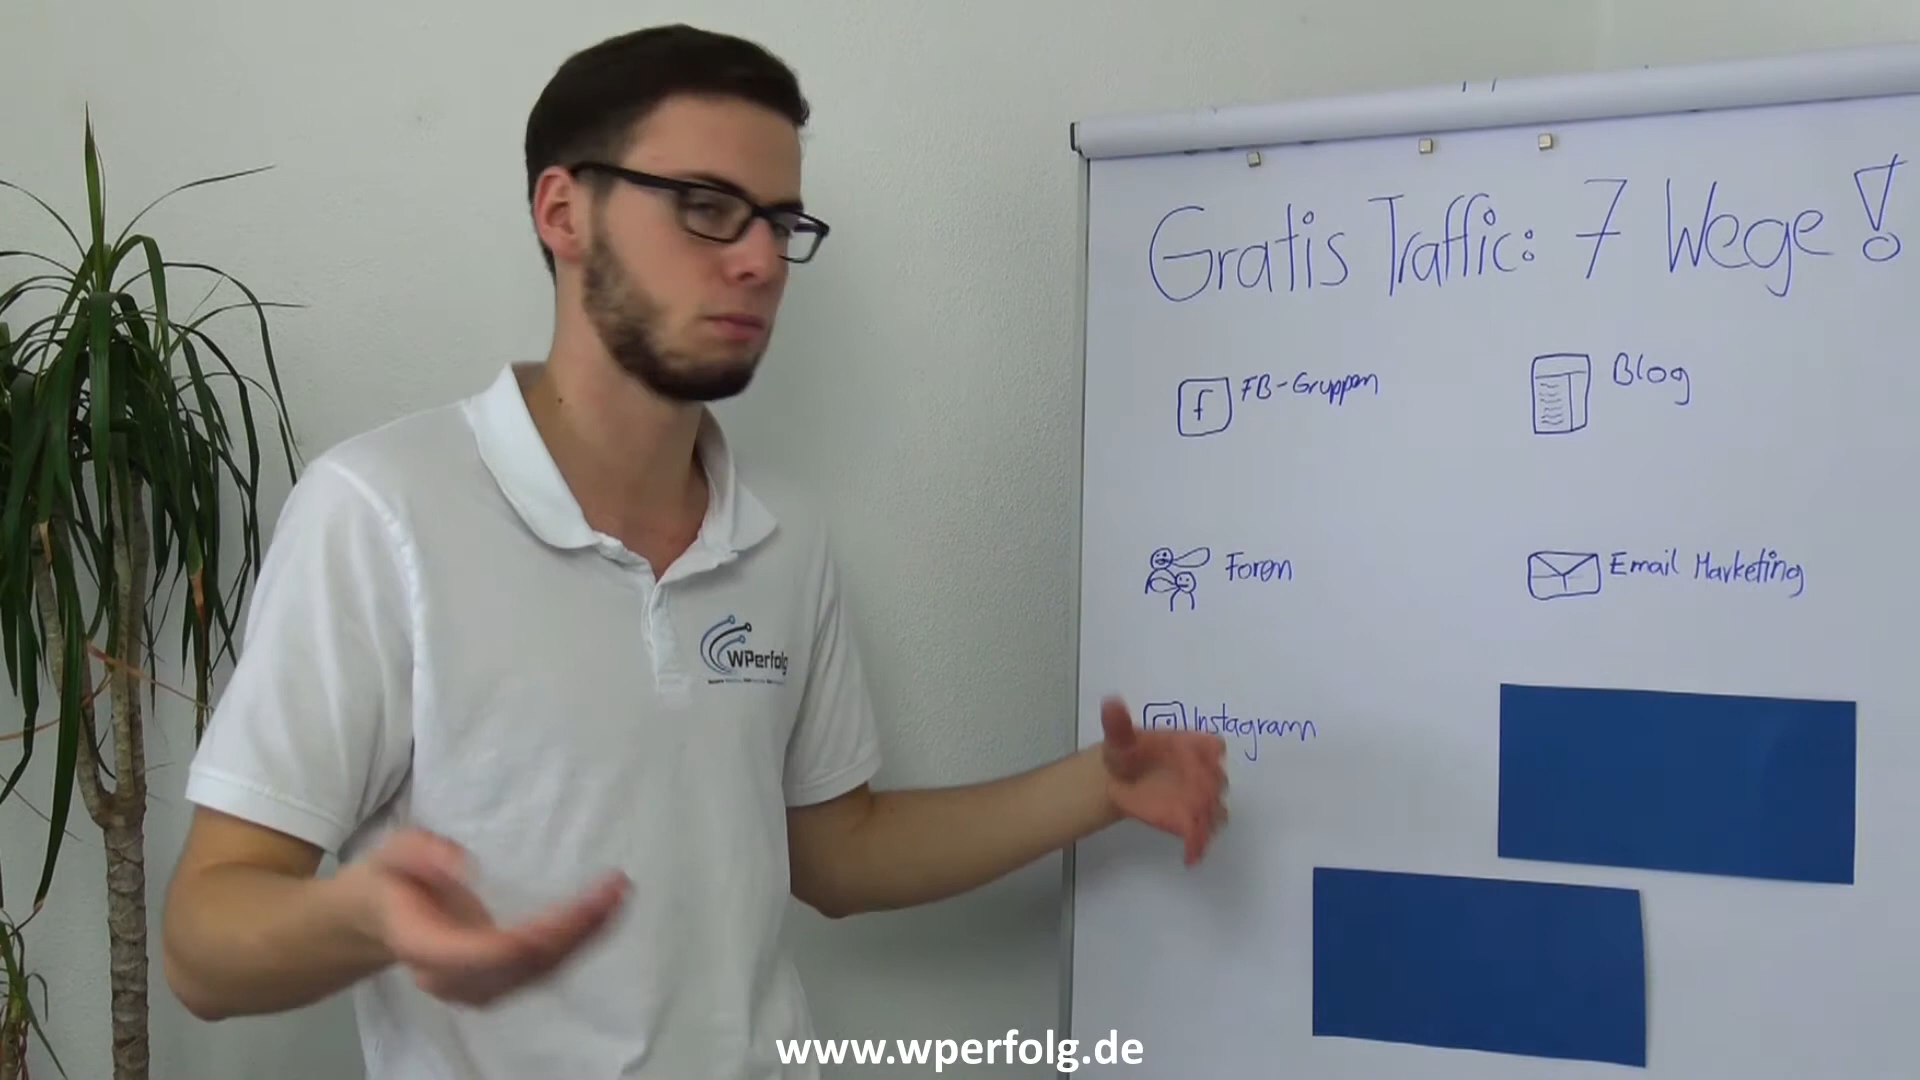 Gratis Traffic: 7 Wege!
f FB-Gruppen
Blog
Foren
Email Marketing
Instagram
WPerfolg
www.wperfolg.de